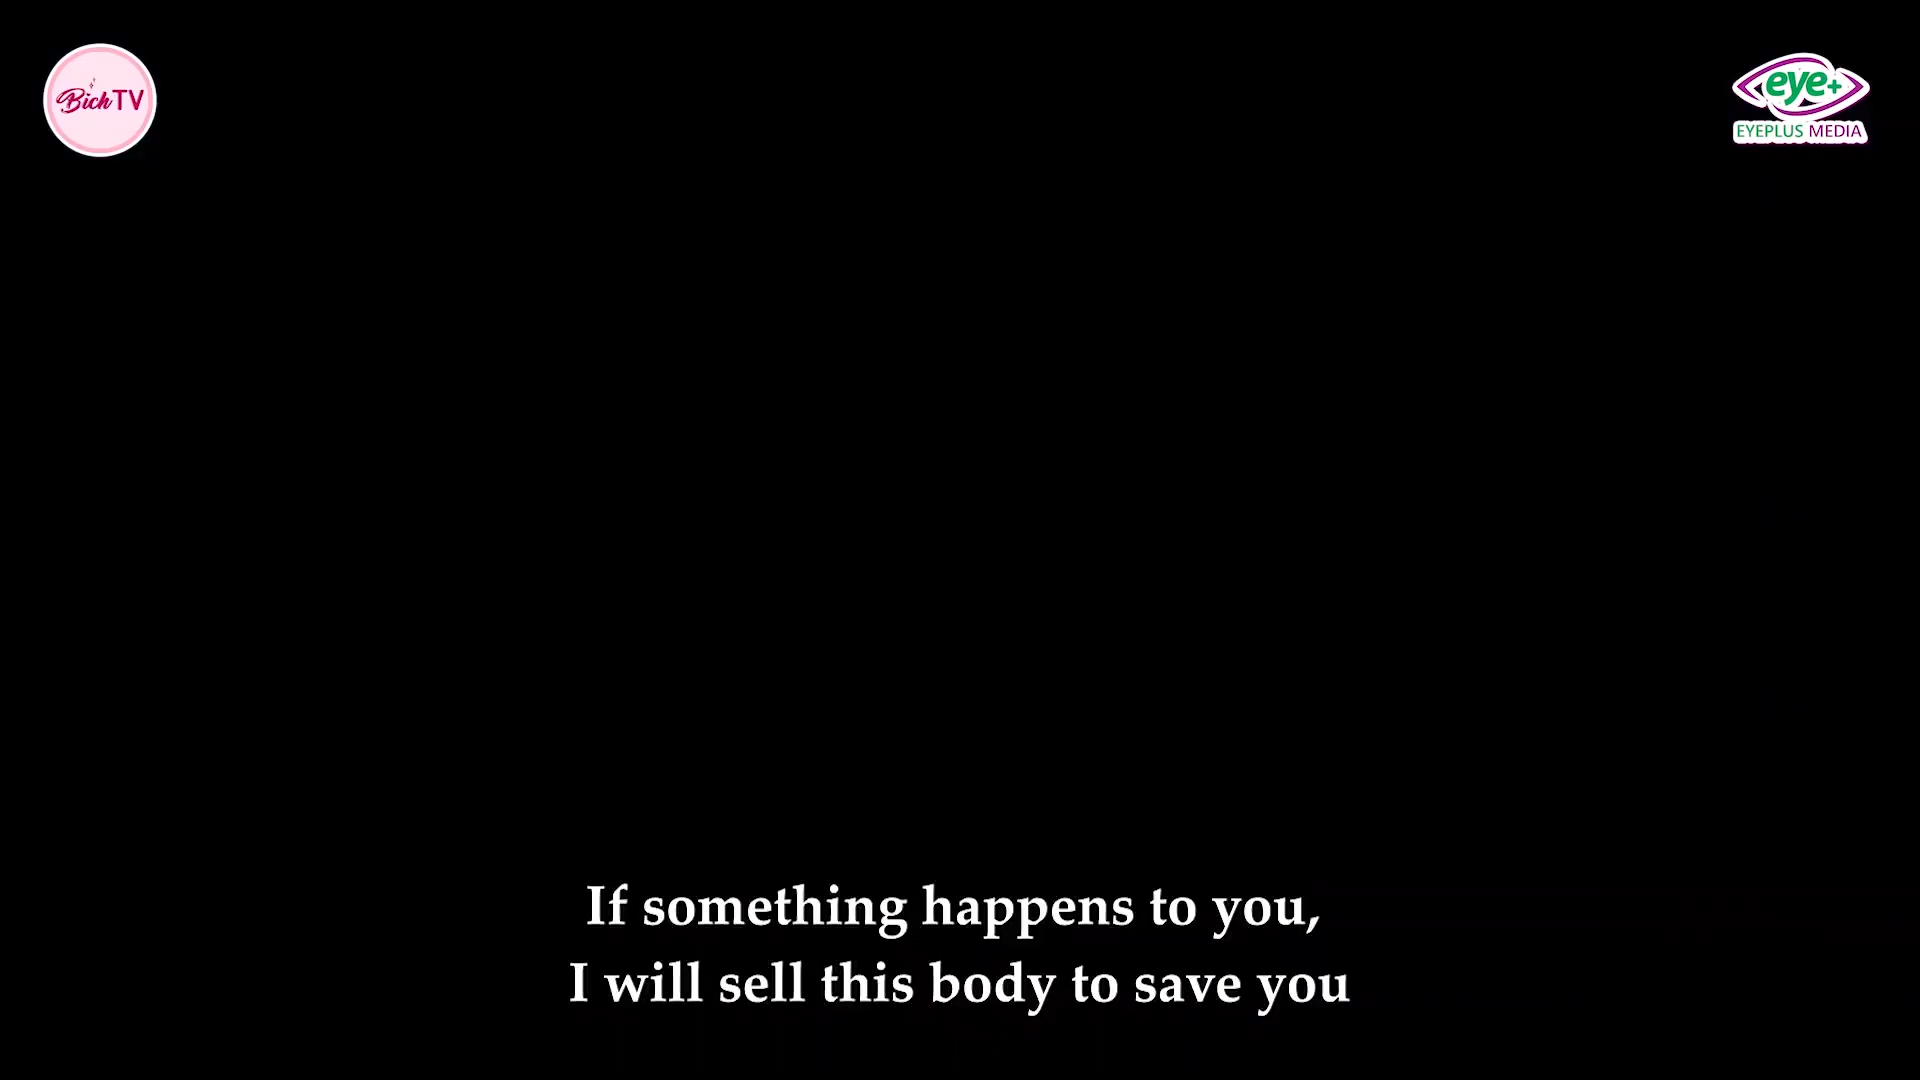 BichTV
eye+
EYEPLUS MEDIA
If something happens to you,
I will sell this body to save you